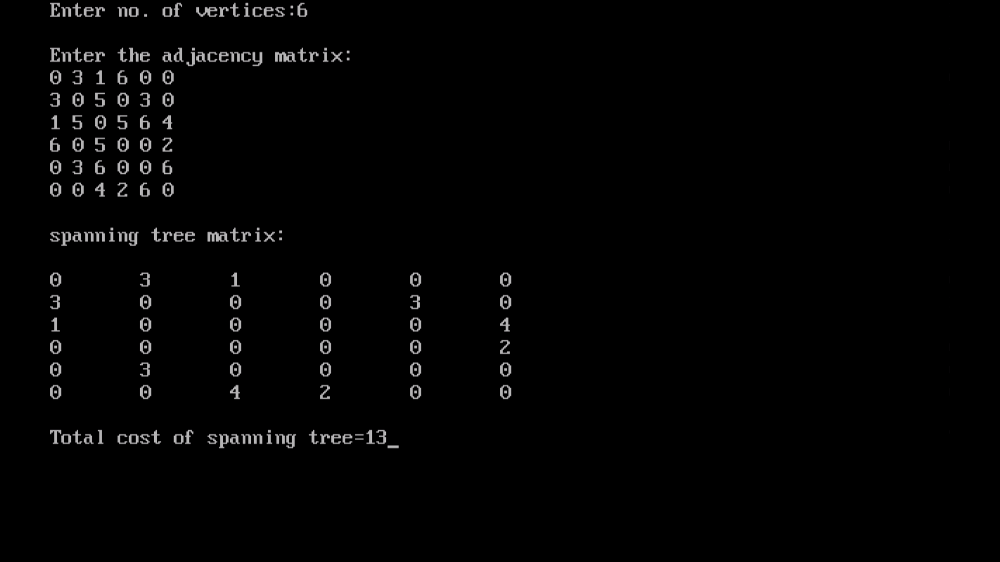 Enter no. of vertices:6
Enter the adjacency matrix:
0 3 1 6 0 0
3 0 5 0 3 0
1 5 0 5 6 4
6 0 5 0 0 2
0 3 6 0 0 6
0 0 4 2 6 0
spanning tree matrix:
0 3 1 0 0 0
3 0 0 0 3 0
1 0 0 0 0 4
0 0 0 0 0 2
0 3 0 0 0 0
0 0 4 2 0 0
Total cost of spanning tree=13_